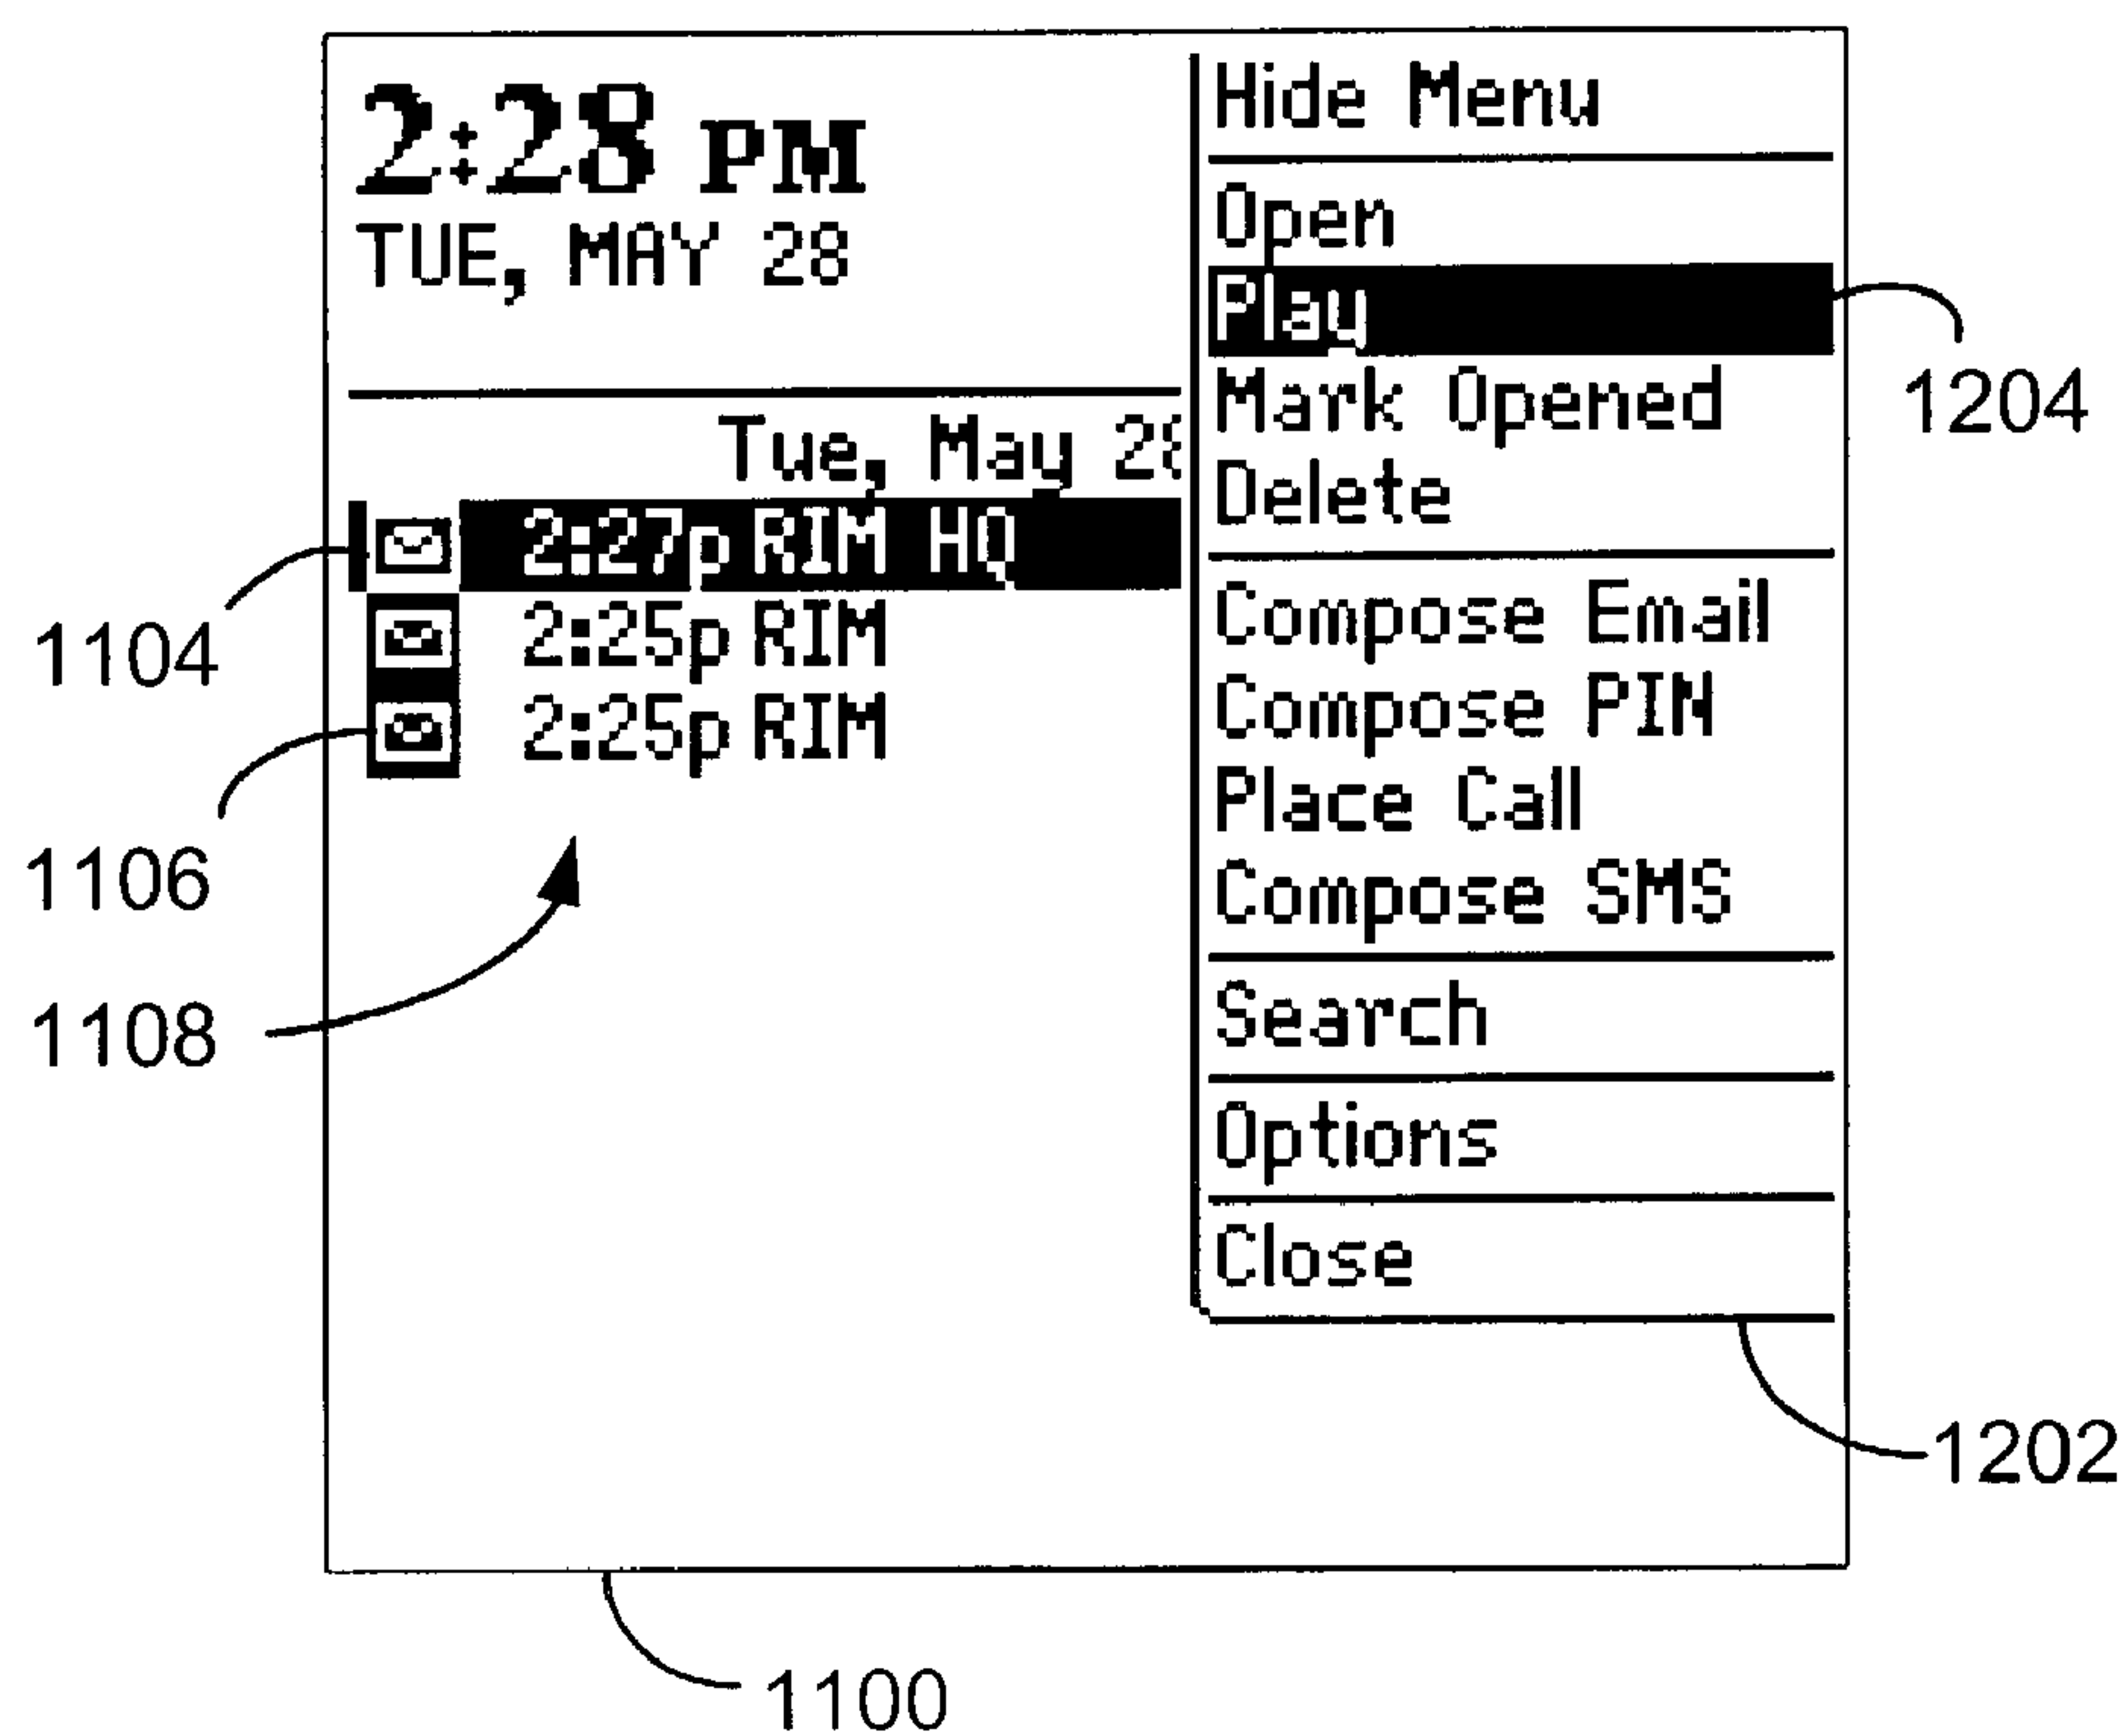 2:28 PM
TUE, MAY 28
Tue, May 28
2:27p RIM HQ
2:25p RIM
2:25p RIM
Hide Menu
Open
Play
Mark Opened
Delete
Compose Email
Compose PIN
Place Call
Compose SMS
Search
Options
Close
1104
1106
1108
1204
1202
1100